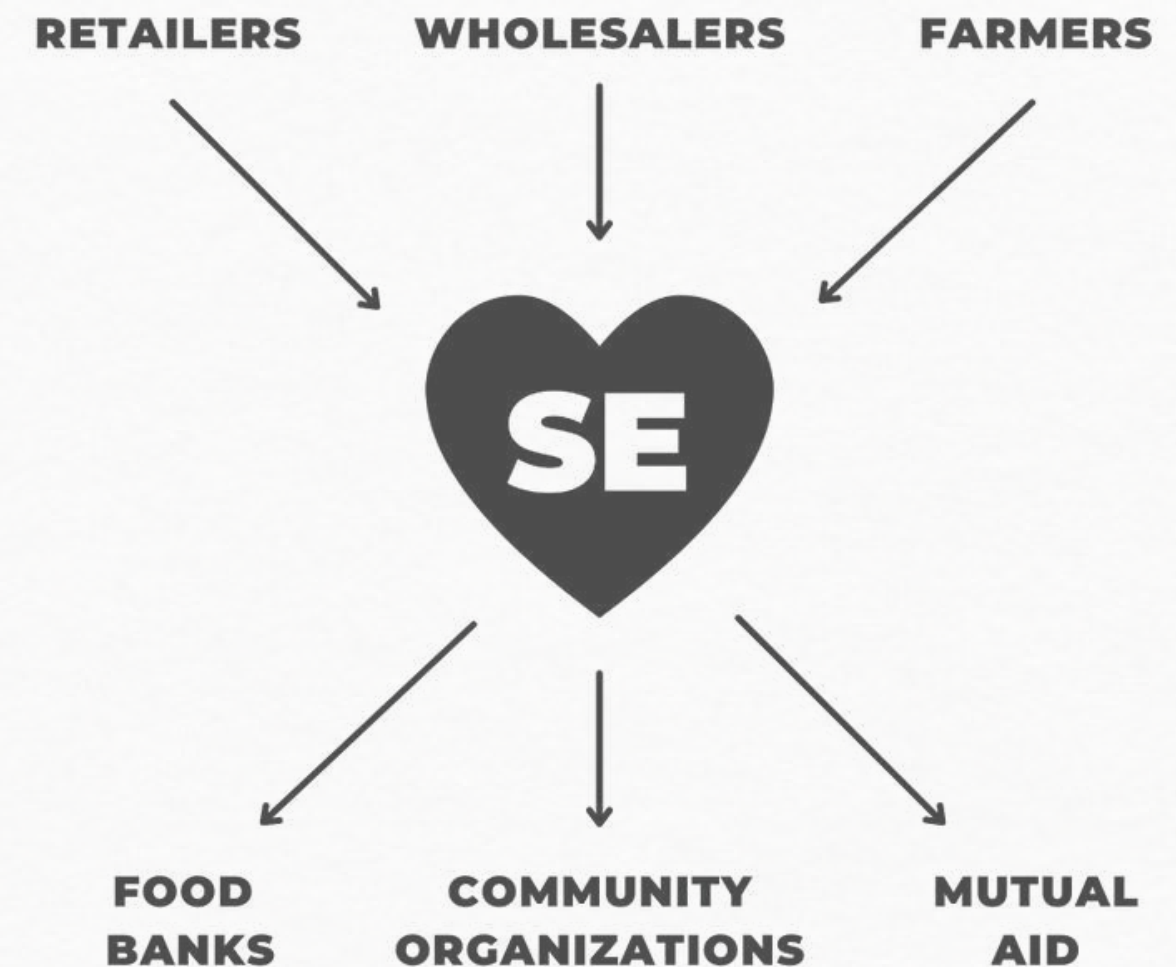 RETAILERS
WHOLESALERS
FARMERS
SE
FOOD
BANKS
COMMUNITY
ORGANIZATIONS
MUTUAL
AID